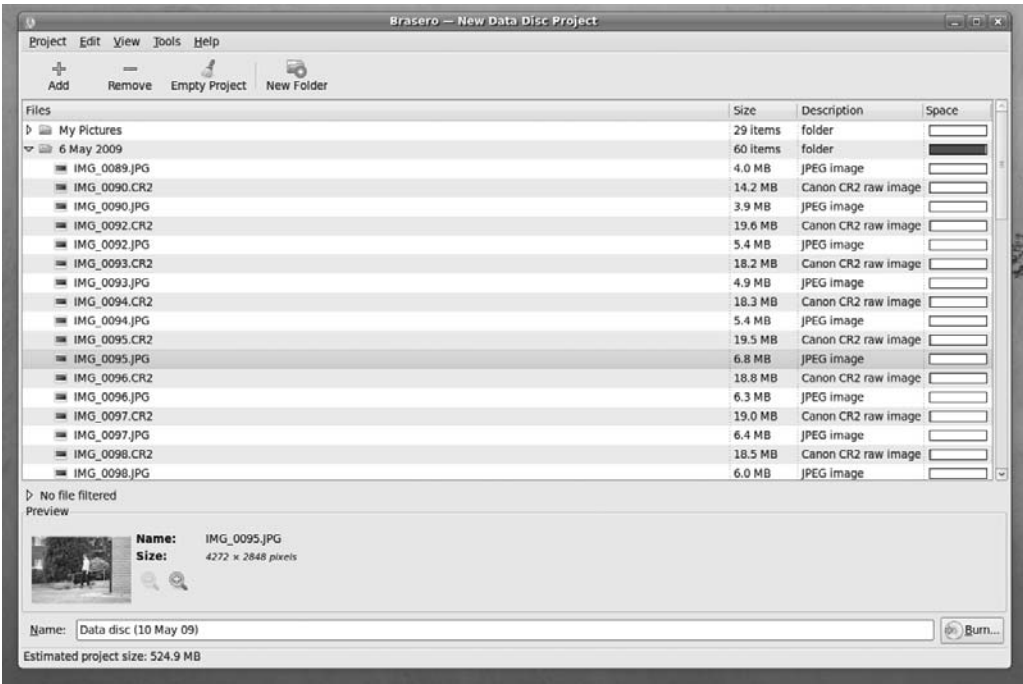 Brasero — New Data Disc Project
Project Edit View Tools Help
Add Remove Empty Project New Folder
Files Size Description Space
My Pictures 29 items folder
6 May 2009 60 items folder
IMG_0089.JPG 4.0 MB JPEG image
IMG_0090.CR2 14.2 MB Canon CR2 raw image
IMG_0090.JPG 3.9 MB JPEG image
IMG_0092.CR2 19.6 MB Canon CR2 raw image
IMG_0092.JPG 5.4 MB JPEG image
IMG_0093.CR2 18.2 MB Canon CR2 raw image
IMG_0093.JPG 4.9 MB JPEG image
IMG_0094.CR2 18.3 MB Canon CR2 raw image
IMG_0094.JPG 5.4 MB JPEG image
IMG_0095.CR2 19.5 MB Canon CR2 raw image
IMG_0095.JPG 6.8 MB JPEG image
IMG_0096.CR2 18.8 MB Canon CR2 raw image
IMG_0096.JPG 6.3 MB JPEG image
IMG_0097.CR2 19.0 MB Canon CR2 raw image
IMG_0097.JPG 6.4 MB JPEG image
IMG_0098.CR2 18.5 MB Canon CR2 raw image
IMG_0098.JPG 6.0 MB JPEG image
No file filtered
Preview
Name: IMG_0095.JPG
Size: 4272 × 2848 pixels
Name: Data disc (10 May 09) Burn...
Estimated project size: 524.9 MB